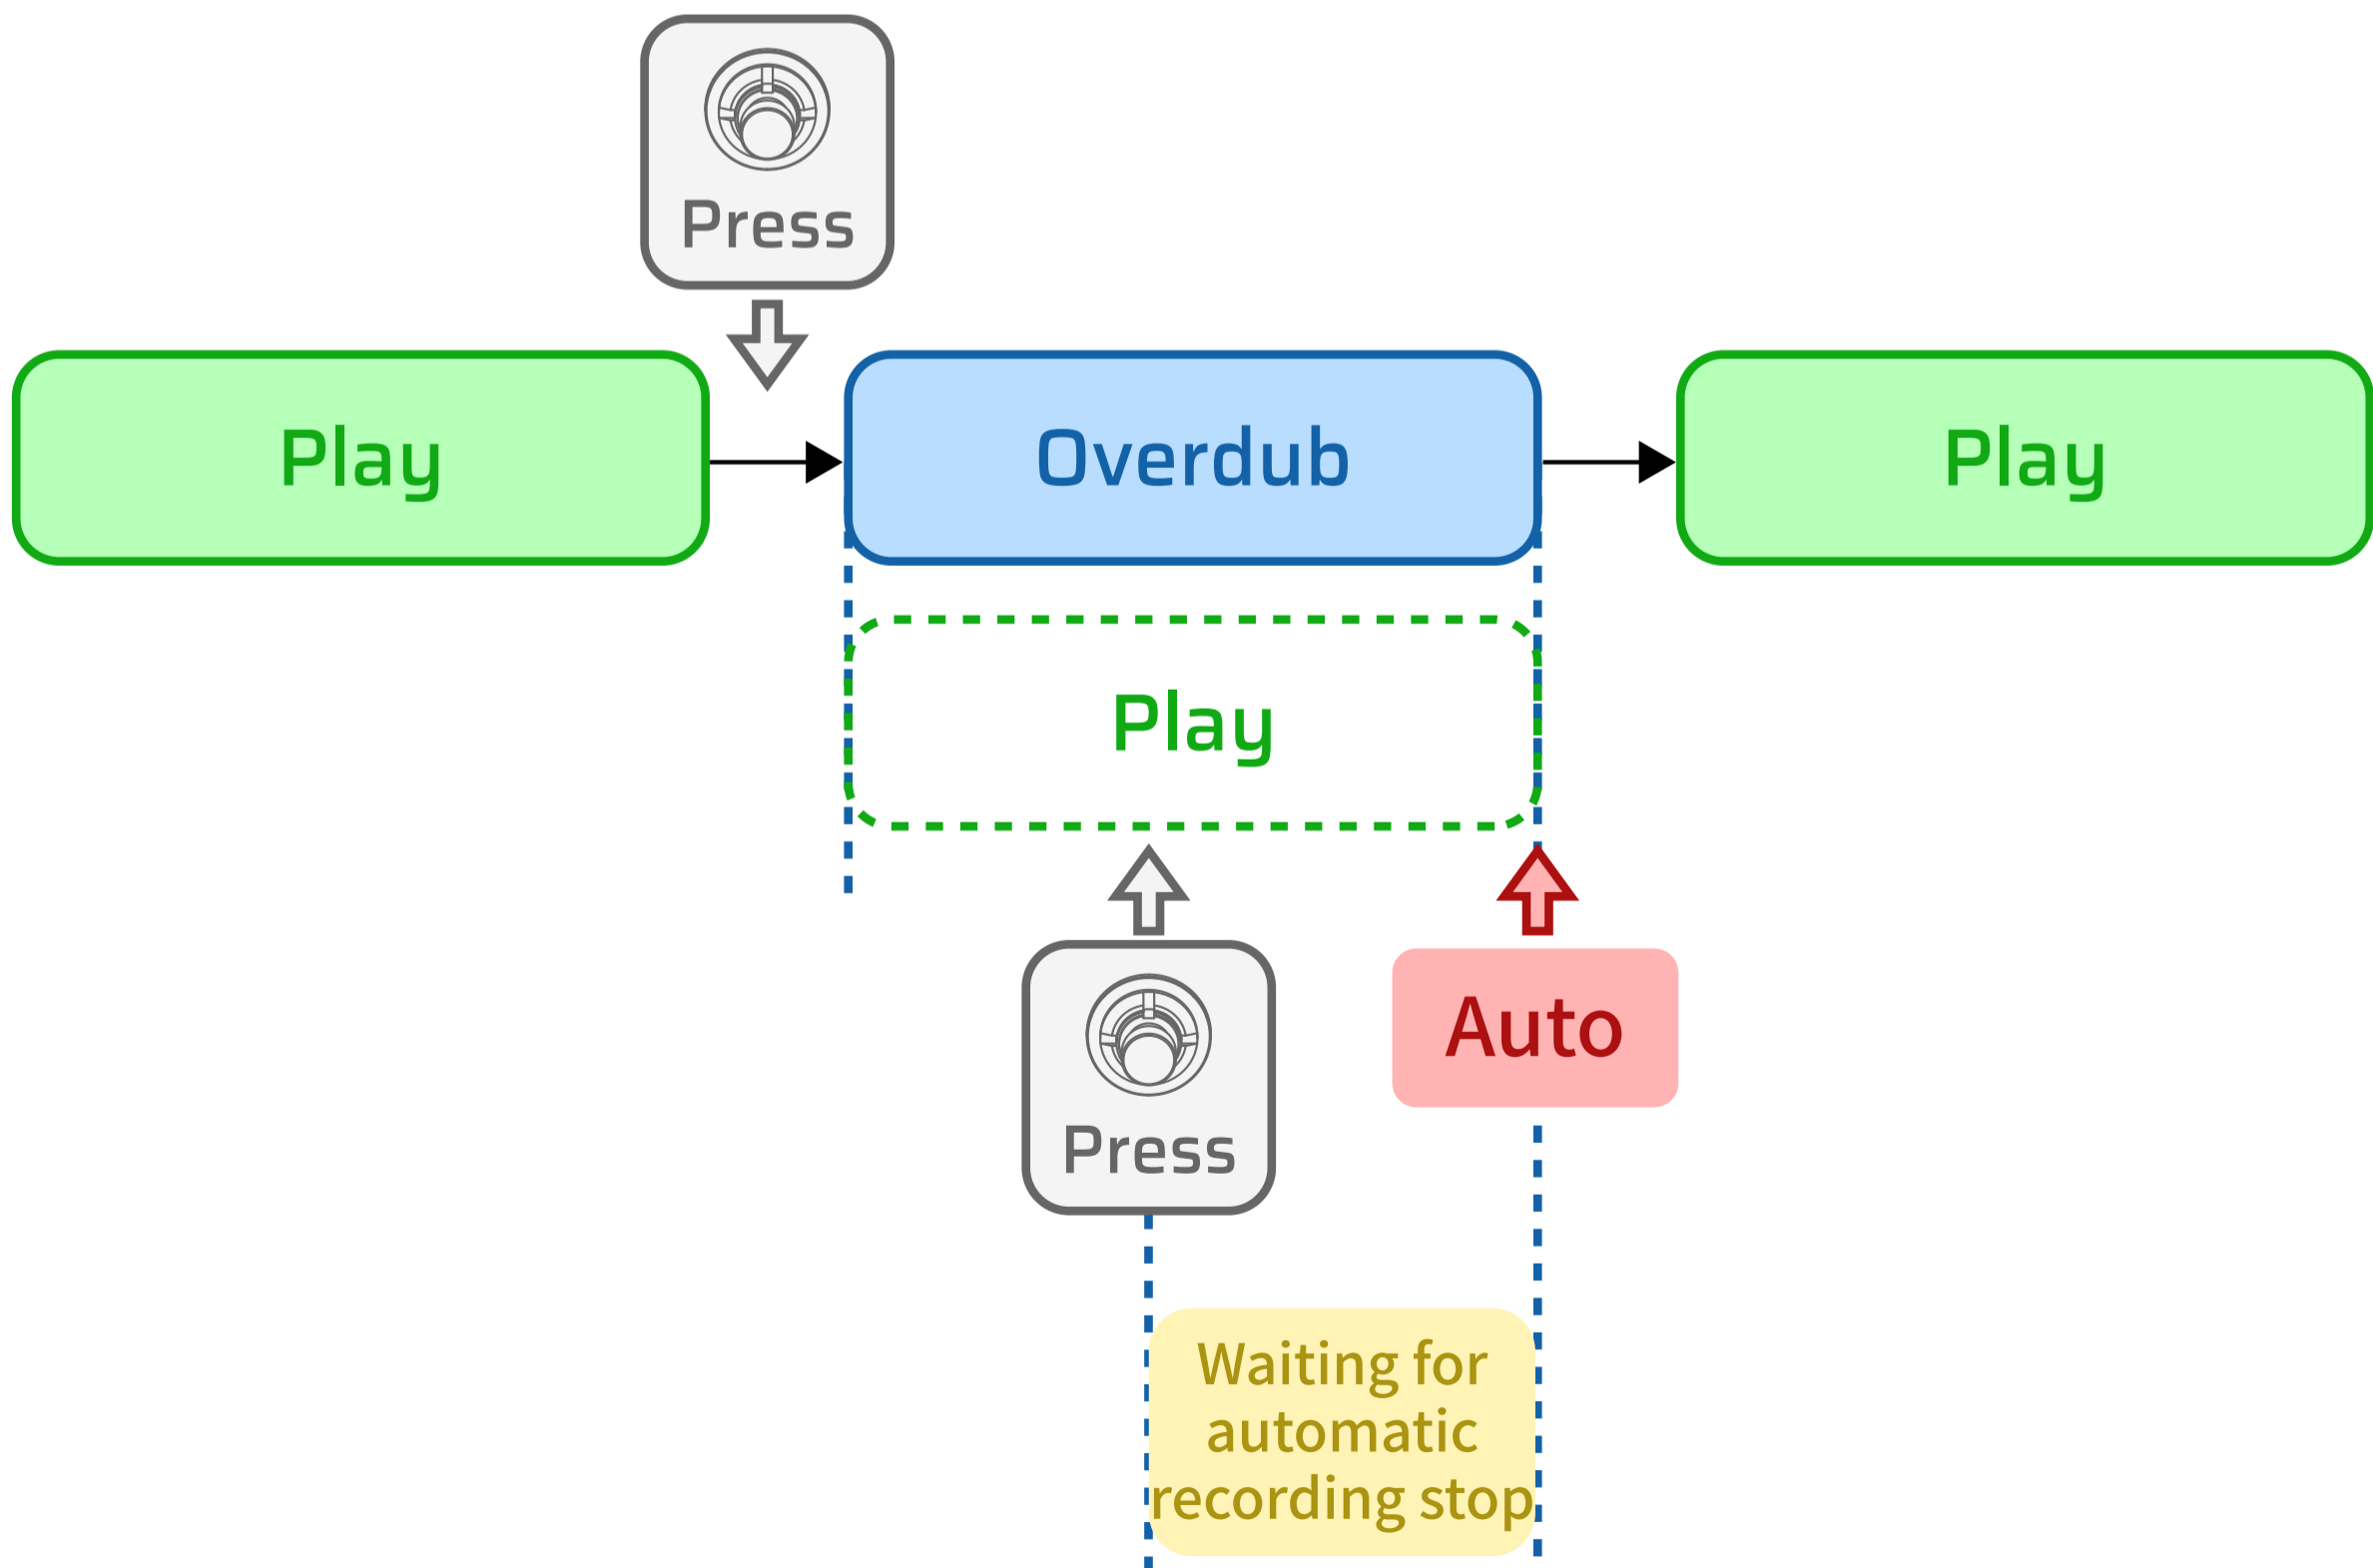 Press
Play
Overdub
Play
Play
Press
Auto
Waiting for
automatic
recording stop